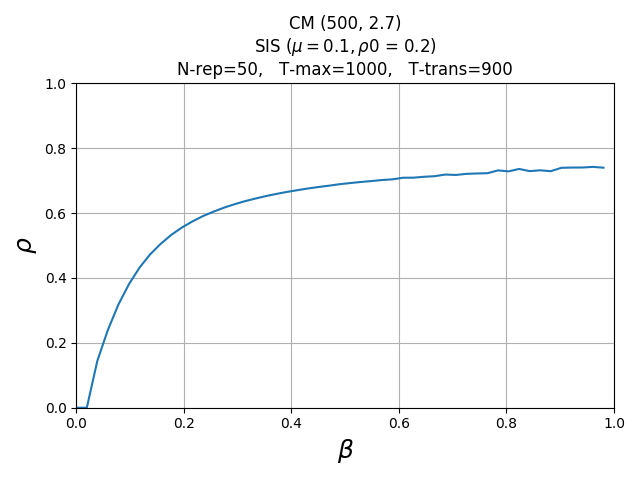 CM (500, 2.7)
SIS (μ = 0.1, ρ0 = 0.2)
N-rep=50, T-max=1000, T-trans=900
1.0
0.8
0.6
0.4
0.2
0.0
ρ
0.0 0.2 0.4 0.6 0.8 1.0
β